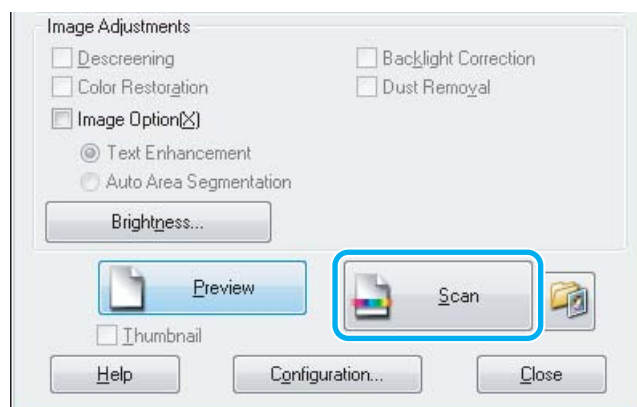 Image Adjustments
Descreening
Backlight Correction
Color Restoration
Dust Removal
Image Option(X)
Text Enhancement
Auto Area Segmentation
Brightness...
Preview
Scan
Thumbnail
Help
Configuration...
Close